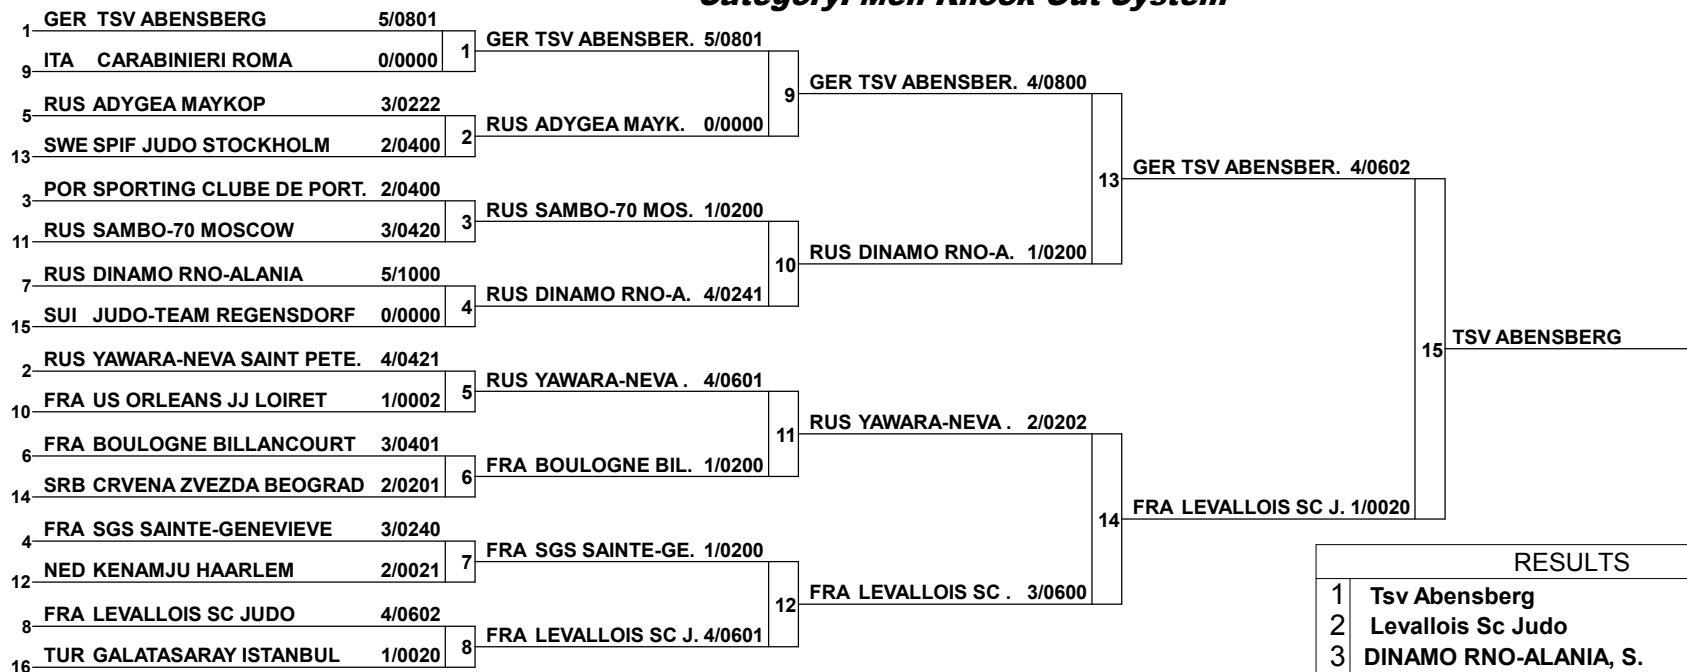 Category: Men Knock Out System
1 GER TSV ABENSBERG 5/0801
9 ITA CARABINIERI ROMA 0/0000
1
5 RUS ADYGEA MAYKOP 3/0222
13 SWE SPIF JUDO STOCKHOLM 2/0400
2
3 POR SPORTING CLUBE DE PORT. 2/0400
11 RUS SAMBO-70 MOSCOW 3/0420
3
7 RUS DINAMO RNO-ALANIA 5/1000
15 SUI JUDO-TEAM REGENSDORF 0/0000
4
2 RUS YAWARA-NEVA SAINT PETE. 4/0421
10 FRA US ORLEANS JJ LOIRET 1/0002
5
6 FRA BOULOGNE BILLANCOURT 3/0401
14 SRB CRVENA ZVEZDA BEOGRAD 2/0201
6
4 FRA SGS SAINTE-GENEVIEVE 3/0240
12 NED KENAMJU HAARLEM 2/0021
7
8 FRA LEVALLOIS SC JUDO 4/0602
16 TUR GALATASARAY ISTANBUL 1/0020
8
GER TSV ABENSBER. 5/0801
RUS ADYGEA MAYK. 0/0000
9
RUS SAMBO-70 MOS. 1/0200
RUS DINAMO RNO-A. 4/0241
10
RUS YAWARA-NEVA . 4/0601
FRA BOULOGNE BIL. 1/0200
11
FRA SGS SAINTE-GE. 1/0200
FRA LEVALLOIS SC J. 4/0601
12
GER TSV ABENSBER. 4/0800
RUS DINAMO RNO-A. 1/0200
13
RUS YAWARA-NEVA . 2/0202
FRA LEVALLOIS SC . 3/0600
14
GER TSV ABENSBER. 4/0602
FRA LEVALLOIS SC J. 1/0020
15
TSV ABENSBERG
RESULTS
1 Tsv Abensberg
2 Levallois Sc Judo
3 DINAMO RNO-ALANIA, S.